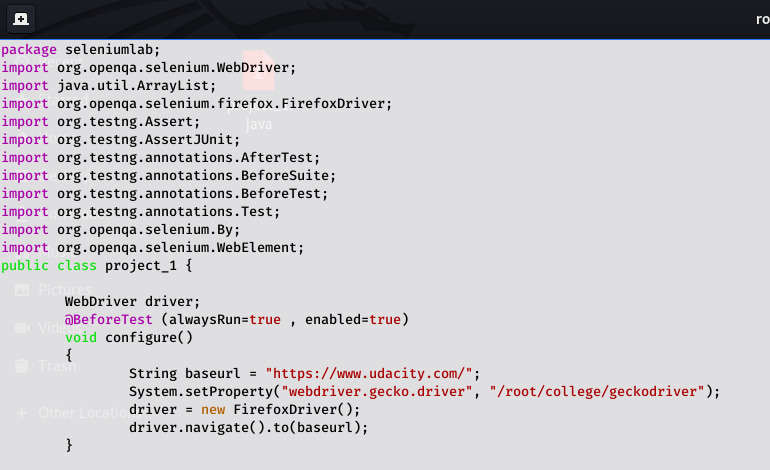 ro
package seleniumlab;
import org.openqa.selenium.WebDriver;
import java.util.ArrayList;
import org.openqa.selenium.firefox.FirefoxDriver;
import org.testng.Assert;
java
import org.testng.AssertJUnit;
import org.testng.annotations.AfterTest;
import org.testng.annotations.BeforeSuite;
import org.testng.annotations.BeforeTest;
import org.testng.annotations.Test;
import org.openqa.selenium.By;
import org.openqa.selenium.WebElement;
public class project_1 {
Pictures
WebDriver driver;
@BeforeTest (alwaysRun=true , enabled=true)
void configure()
{
Trash
String baseurl = "https://www.udacity.com/";
System.setProperty("webdriver.gecko.driver", "/root/college/geckodriver");
driver = new FirefoxDriver();
+ Other Locatio
driver.navigate().to(baseurl);
}